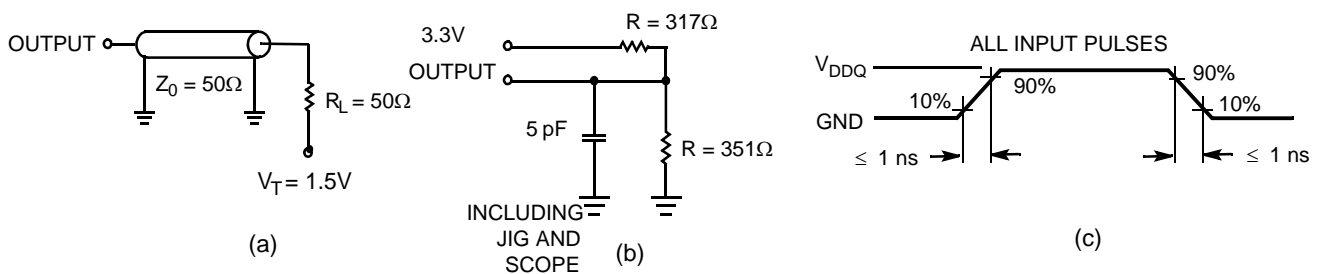 OUTPUT
Z0 = 50Ω
RL = 50Ω
VT = 1.5V
(a)
R = 317Ω
3.3V
OUTPUT
5 pF
R = 351Ω
INCLUDING
JIG AND
SCOPE
(b)
ALL INPUT PULSES
VDDQ
GND
10%
90%
90%
10%
≤ 1 ns
≤ 1 ns
(c)